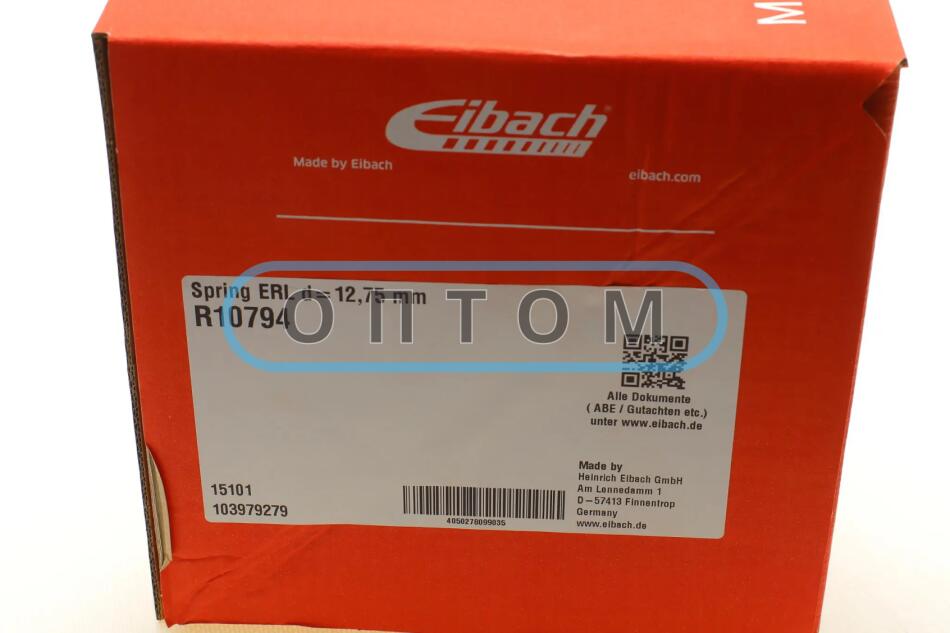 M
Eibach
Made by Eibach
eibach.com
Spring ERL d=12,75 mm
R10794
ОПТОМ
Alle Dokumente
( ABE / Gutachten etc.)
unter www.eibach.de
15101
103979279
4050278099035
Made by
Heinrich Eibach GmbH
Am Lennedamm 1
D-57413 Finnentrop
Germany
www.eibach.de